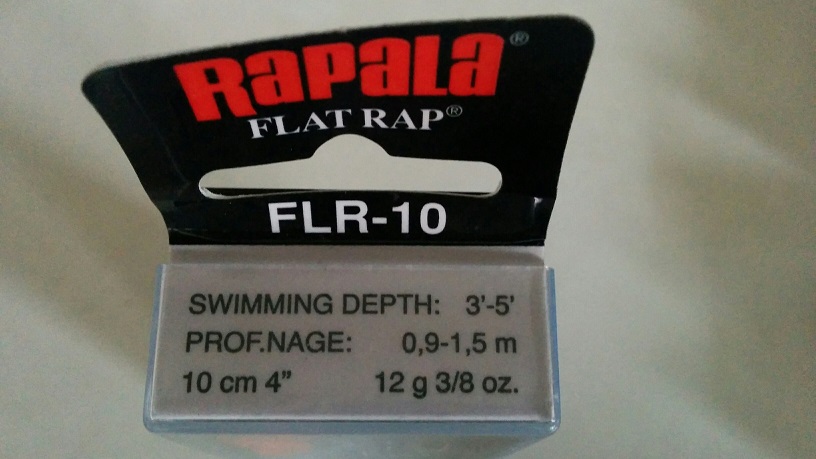 Rapala®
FLAT RAP®
FLR-10
SWIMMING DEPTH: 3'-5'
PROF.NAGE: 0,9-1,5 m
10 cm 4” 12 g 3/8 oz.